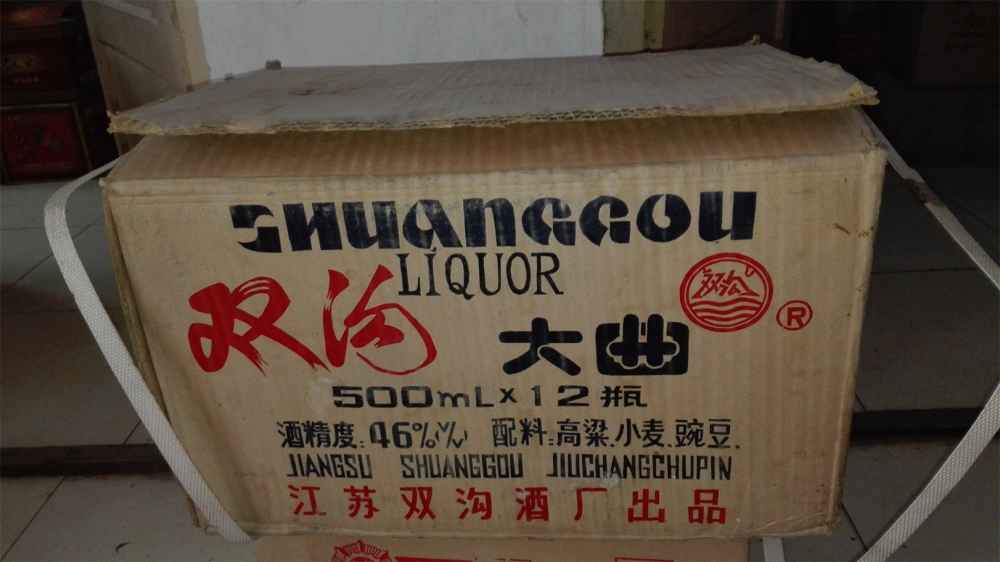 SHUANGGOU
LIQUOR
双沟
大曲
双沟
®
500mL×12瓶
酒精度:46%(V/V) 配料:高粱.小麦.豌豆.
JIANGSU SHUANGGOU JIUCHANGCHUPIN
江苏双沟酒厂出品